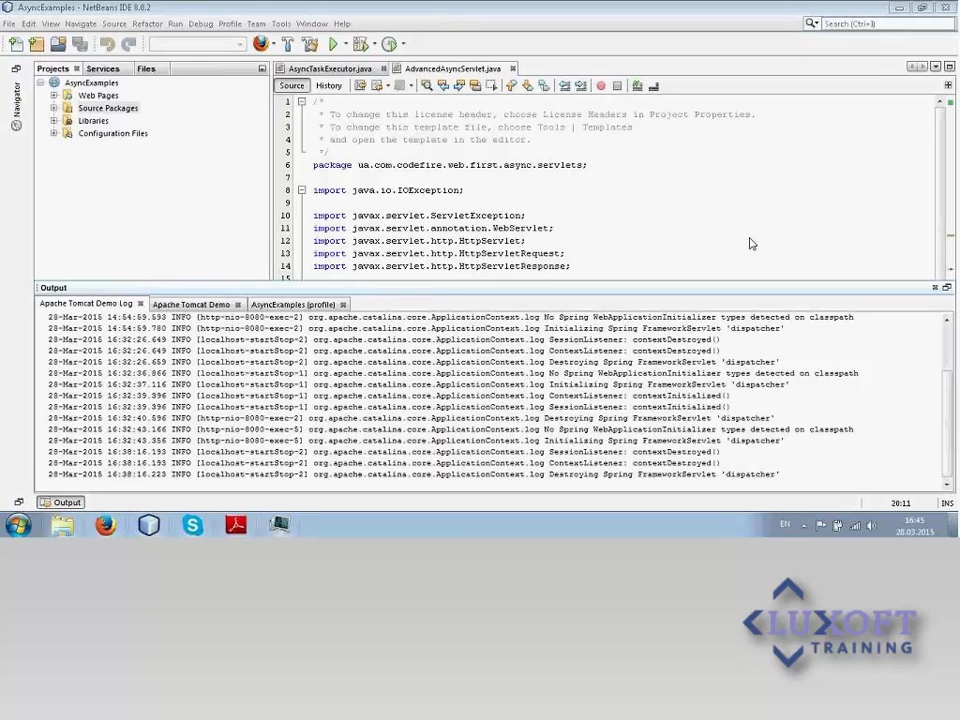 AsyncExamples - NetBeans IDE 8.0.2
File Edit View Navigate Source Refactor Run Debug Profile Team Tools Window Help
Search (Ctrl+I)
Projects Services Files
AsyncTaskExecutor.java AdvancedAsyncServlet.java
Navigator
AsyncExamples
Web Pages
Source Packages
Libraries
Configuration Files
Source History
1 /*
2 * To change this license header, choose License Headers in Project Properties.
3 * To change this template file, choose Tools | Templates
4 * and open the template in the editor.
5 */
6 package ua.com.codefire.web.first.async.servlets;
7
8 import java.io.IOException;
9
10 import javax.servlet.ServletException;
11 import javax.servlet.annotation.WebServlet;
12 import javax.servlet.http.HttpServlet;
13 import javax.servlet.http.HttpServletRequest;
14 import javax.servlet.http.HttpServletResponse;
Output
Apache Tomcat Demo Log Apache Tomcat Demo AsyncExamples (profile)
28-Mar-2015 14:54:59.593 INFO [http-nio-8080-exec-2] org.apache.catalina.core.ApplicationContext.log No Spring WebApplicationInitializer types detected on classpath
28-Mar-2015 14:54:59.780 INFO [http-nio-8080-exec-2] org.apache.catalina.core.ApplicationContext.log Initializing Spring FrameworkServlet 'dispatcher'
28-Mar-2015 16:32:26.649 INFO [localhost-startStop-2] org.apache.catalina.core.ApplicationContext.log SessionListener: contextDestroyed()
28-Mar-2015 16:32:26.649 INFO [localhost-startStop-2] org.apache.catalina.core.ApplicationContext.log ContextListener: contextDestroyed()
28-Mar-2015 16:32:26.659 INFO [localhost-startStop-2] org.apache.catalina.core.ApplicationContext.log Destroying Spring FrameworkServlet 'dispatcher'
28-Mar-2015 16:32:36.866 INFO [localhost-startStop-1] org.apache.catalina.core.ApplicationContext.log No Spring WebApplicationInitializer types detected on classpath
28-Mar-2015 16:32:37.116 INFO [localhost-startStop-1] org.apache.catalina.core.ApplicationContext.log Initializing Spring FrameworkServlet 'dispatcher'
28-Mar-2015 16:32:39.396 INFO [localhost-startStop-1] org.apache.catalina.core.ApplicationContext.log ContextListener: contextInitialized()
28-Mar-2015 16:32:39.396 INFO [localhost-startStop-1] org.apache.catalina.core.ApplicationContext.log SessionListener: contextInitialized()
28-Mar-2015 16:32:40.596 INFO [localhost-startStop-2] org.apache.catalina.core.ApplicationContext.log Destroying Spring FrameworkServlet 'dispatcher'
28-Mar-2015 16:32:43.166 INFO [http-nio-8080-exec-5] org.apache.catalina.core.ApplicationContext.log No Spring WebApplicationInitializer types detected on classpath
28-Mar-2015 16:32:43.356 INFO [http-nio-8080-exec-5] org.apache.catalina.core.ApplicationContext.log Initializing Spring FrameworkServlet 'dispatcher'
28-Mar-2015 16:38:16.193 INFO [localhost-startStop-2] org.apache.catalina.core.ApplicationContext.log SessionListener: contextDestroyed()
28-Mar-2015 16:38:16.193 INFO [localhost-startStop-2] org.apache.catalina.core.ApplicationContext.log ContextListener: contextDestroyed()
28-Mar-2015 16:38:16.223 INFO [localhost-startStop-2] org.apache.catalina.core.ApplicationContext.log Destroying Spring FrameworkServlet 'dispatcher'
Output 20:11 INS
EN 16:45
28.03.2015
LUXOFT
TRAINING